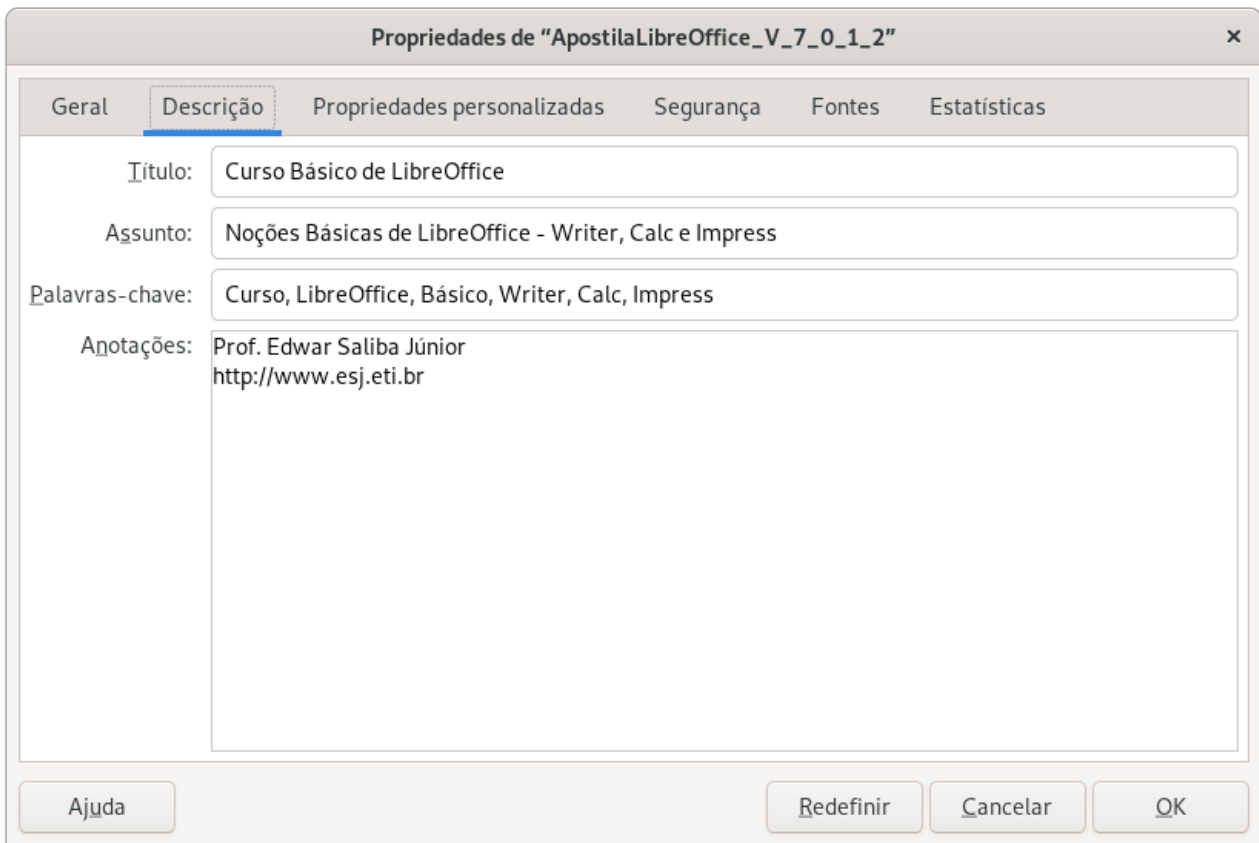 Propriedades de “ApostilaLibreOffice_V_7_0_1_2” ×
Geral Descrição Propriedades personalizadas Segurança Fontes Estatísticas
Título: Curso Básico de LibreOffice
Assunto: Noções Básicas de LibreOffice - Writer, Calc e Impress
Palavras-chave: Curso, LibreOffice, Básico, Writer, Calc, Impress
Anotações: Prof. Edwar Saliba Júnior
http://www.esj.eti.br
Ajuda Redefinir Cancelar OK